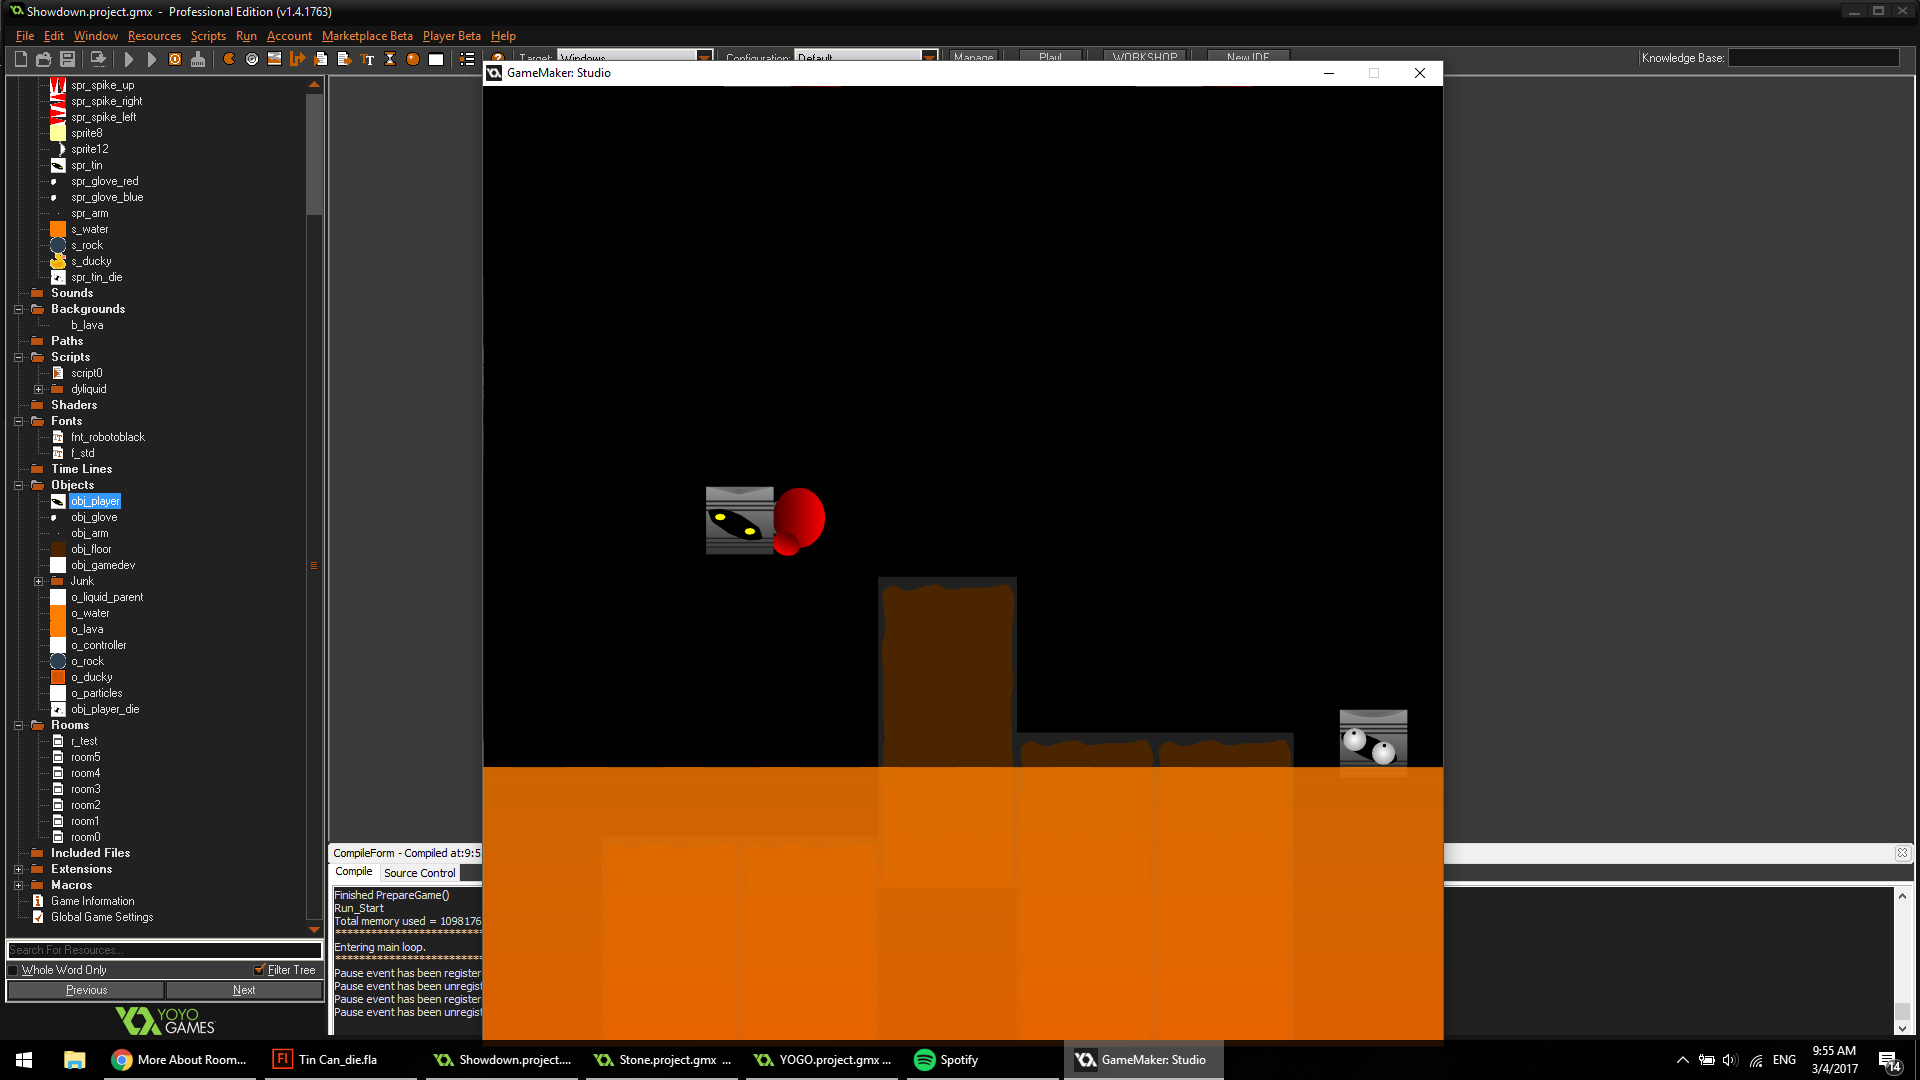 Showdown.project.gmx - Professional Edition (v1.4.1763)
File Edit Window Resources Scripts Run Account Marketplace Beta Player Beta Help
Target: Windows Configuration: Default Manage Play! WORKSHOP New IDE Knowledge Base:
GameMaker: Studio
spr_spike_up
spr_spike_right
spr_spike_left
sprite8
sprite12
spr_tin
spr_glove_red
spr_glove_blue
spr_arm
s_water
s_rock
s_ducky
spr_tin_die
Sounds
Backgrounds
b_lava
Paths
Scripts
script0
dyliquid
Shaders
Fonts
fnt_robotoblack
f_std
Time Lines
Objects
obj_player
obj_glove
obj_arm
obj_floor
obj_gamedev
Junk
o_liquid_parent
o_water
o_lava
o_controller
o_rock
o_ducky
o_particles
obj_player_die
Rooms
r_test
room5
room4
room3
room2
room1
room0
Included Files
Extensions
Macros
Game Information
Global Game Settings
Search For Resources...
Whole Word Only Filter Tree
Previous Next
YOYO
GAMES
CompileForm - Compiled at:9:5
Compile Source Control
Finished PrepareGame()
Run_Start
Total memory used = 1098176
****************************
Entering main loop.
****************************
Pause event has been register
Pause event has been unregist
Pause event has been register
Pause event has been unregist
More About Room... Tin Can_die.fla Showdown.project.... Stone.project.gmx ... YOGO.project.gmx ... Spotify GameMaker: Studio
ENG
9:55 AM
3/4/2017
14